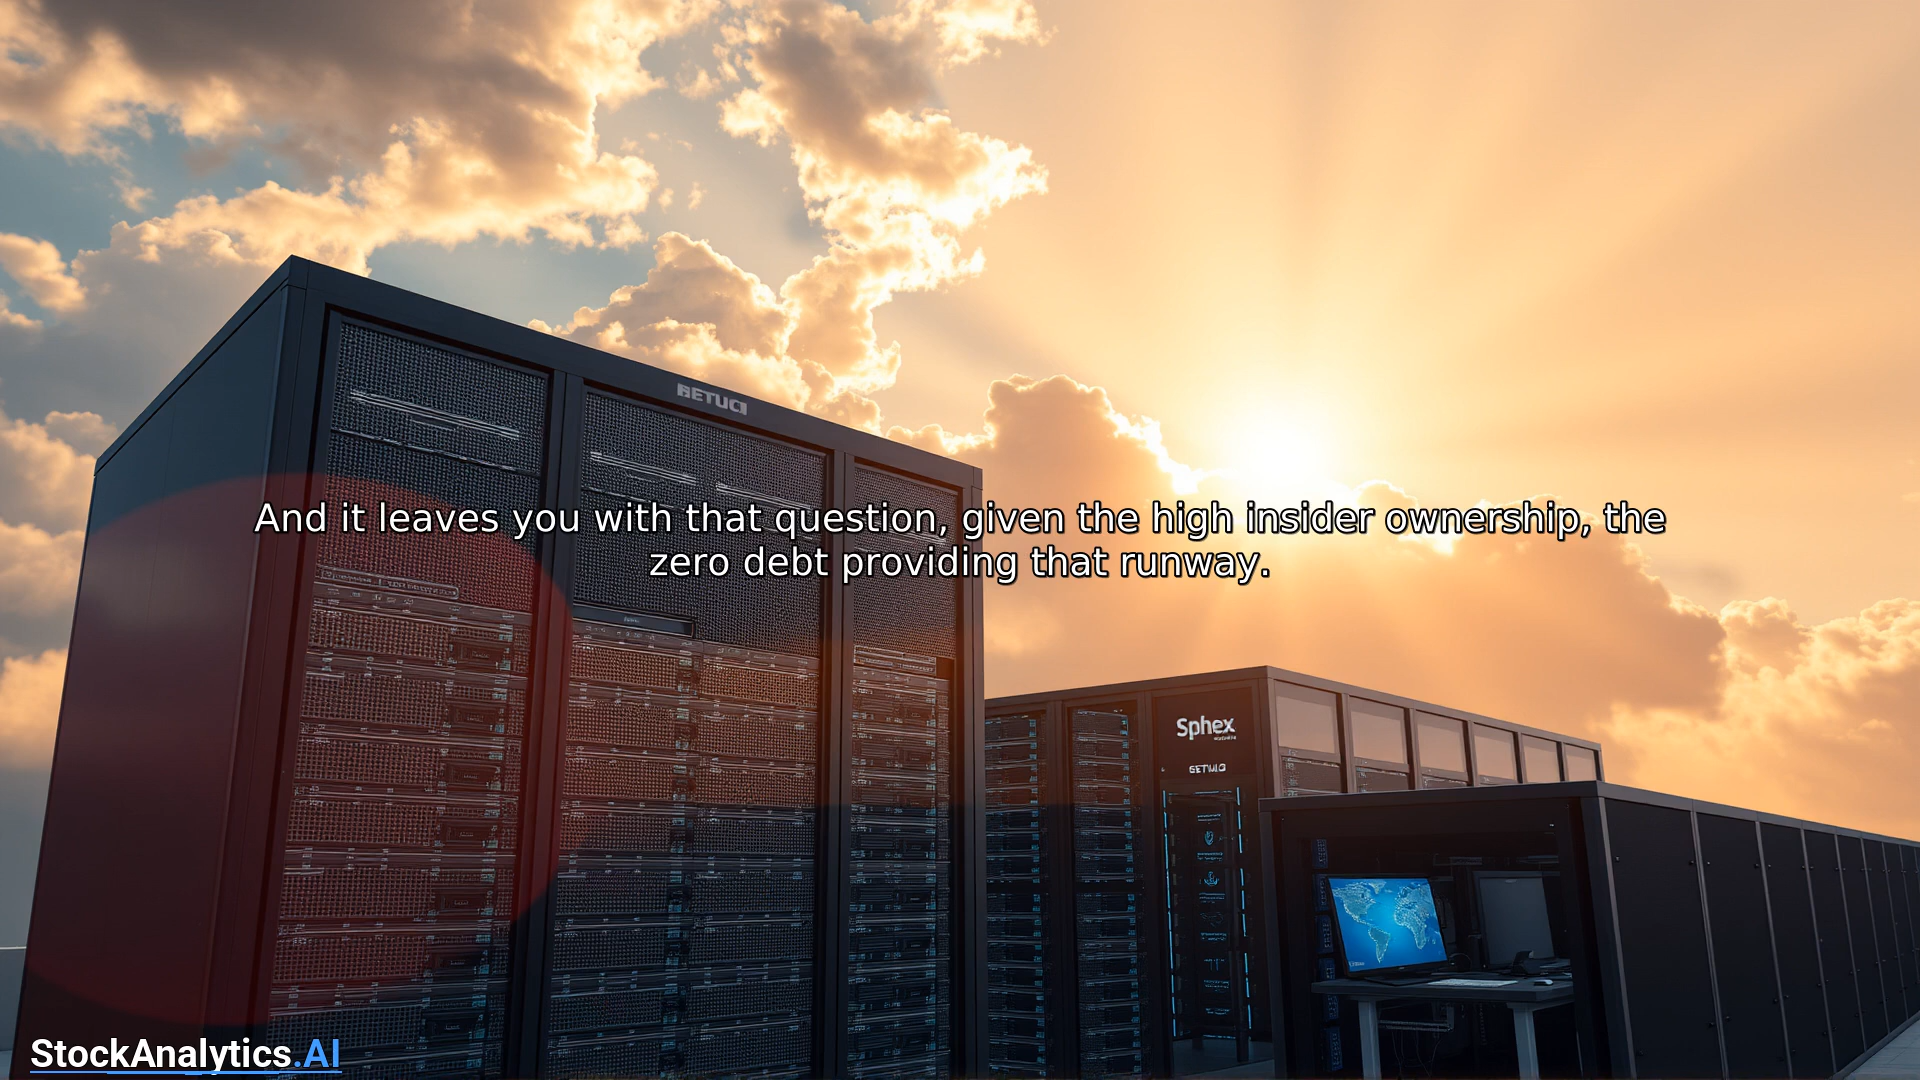 BETUCI
And it leaves you with that question, given the high insider ownership, the
zero debt providing that runway.
Sphex
StockAnalytics.AI